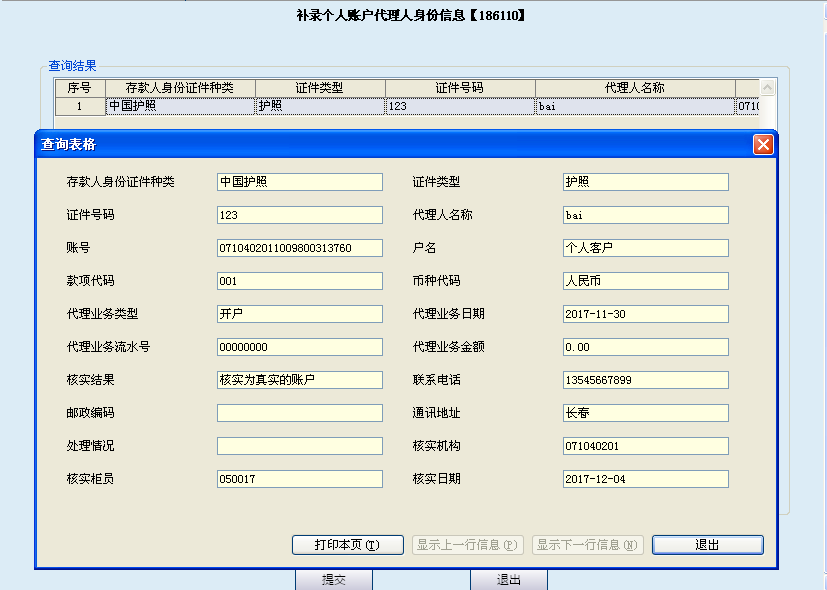 补录个人账户代理人身份信息【186110】
查询结果
序号 存款人身份证件种类 证件类型 证件号码 代理人名称
1 中国护照 护照 123 bai 0710
查询表格
存款人身份证件种类 中国护照 证件类型 护照
证件号码 123 代理人名称 bai
账号 0710402011009800313760 户名 个人客户
款项代码 001 币种代码 人民币
代理业务类型 开户 代理业务日期 2017-11-30
代理业务流水号 00000000 代理业务金额 0.00
核实结果 核实为真实的账户 联系电话 13545667899
邮政编码 通讯地址 长春
处理情况 核实机构 071040201
核实柜员 050017 核实日期 2017-12-04
打印本页(T) 显示上一行信息(P) 显示下一行信息(N) 退出
提交 退出